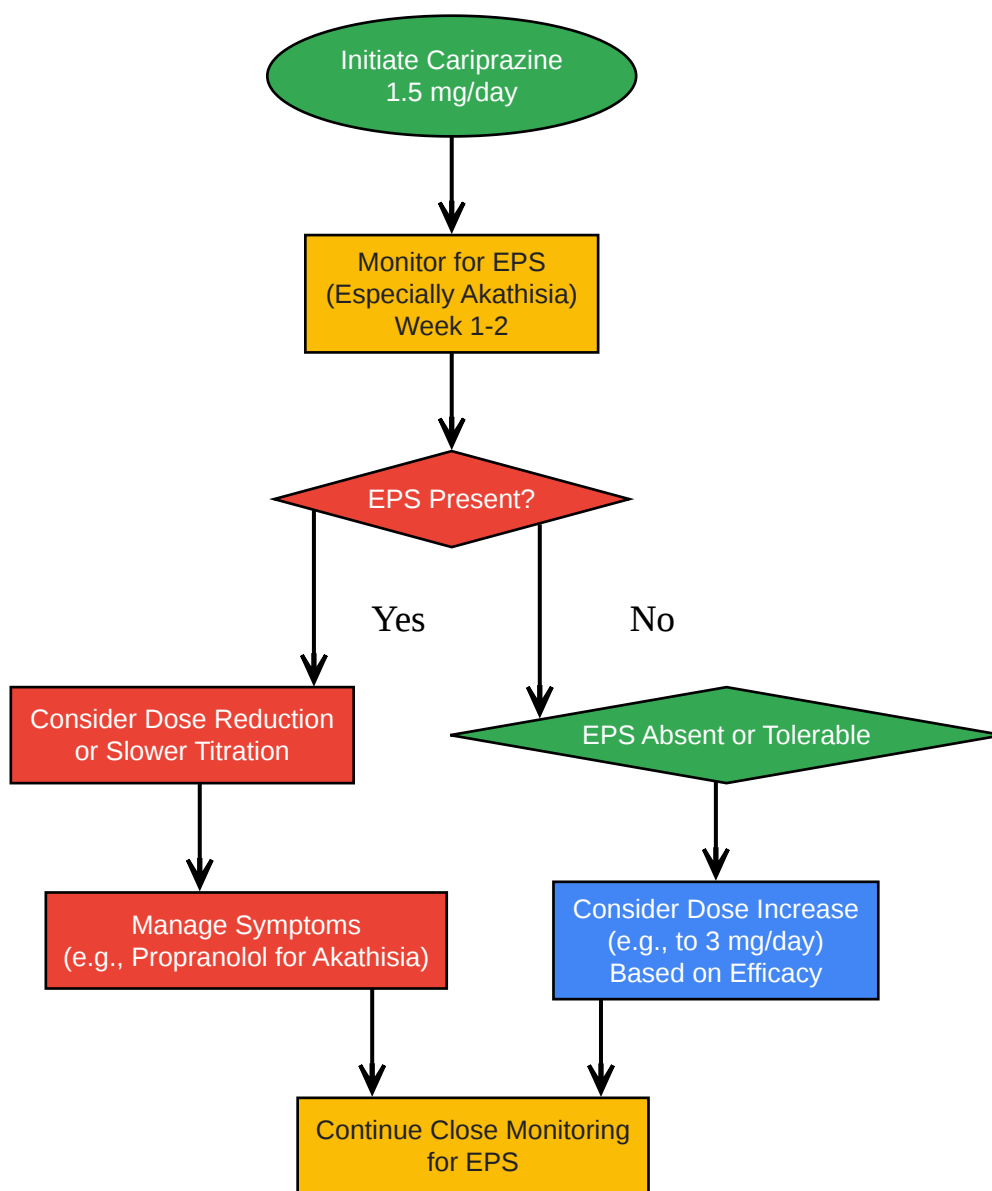 Initiate Cariprazine
1.5 mg/day
Monitor for EPS
(Especially Akathisia)
Week 1-2
EPS Present?
Yes
No
Consider Dose Reduction
or Slower Titration
EPS Absent or Tolerable
Manage Symptoms
(e.g., Propranolol for Akathisia)
Consider Dose Increase
(e.g., to 3 mg/day)
Based on Efficacy
Continue Close Monitoring
for EPS